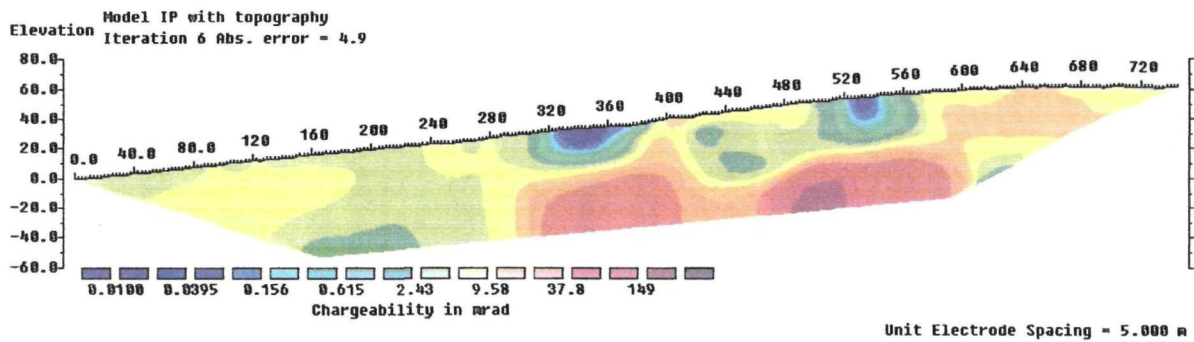 Model IP with topography
Elevation
Iteration 6 Abs. error = 4.9
80.0
60.0
40.0
20.0
0.0
-20.0
-40.0
-60.0
0.0 40.0 80.0 120 160 200 240 280 320 360 400 440 480 520 560 600 640 680 720
0.0100 0.0395 0.156 0.615 2.43 9.58 37.8 149
Chargeability in mrad
Unit Electrode Spacing = 5.000 m